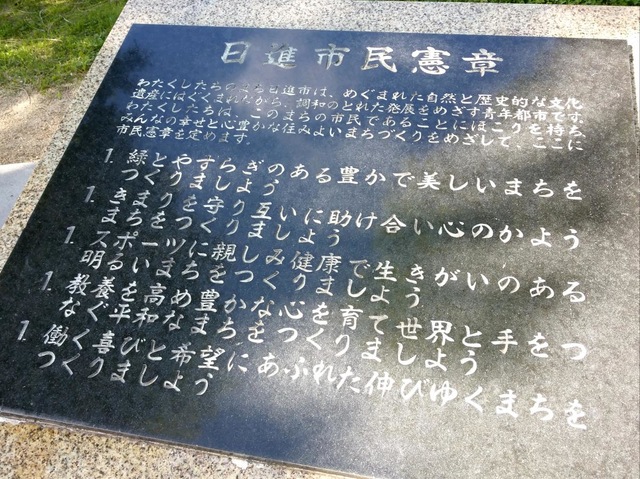 日進市民憲章
わたくしたちのまち日進市は、めぐまれた自然と歴史的な文化
遺産にはぐくまれながら、調和のとれた発展をめざす青年都市です。
わたくしたちは、このまちの市民であることにほこりを持ち、
みんなの幸せと心豊かな住みよいまちづくりをめざして、ここに
市民憲章を定めます。
1. 緑とやすらぎのある豊かで美しいまちを
つくりましょう
1. きまりを守り互いに助け合い心のかよう
まちをつくりましょう
1. スポーツに親しみ健康で生きがいのある
明るいまちをつくりましょう
1. 教養を高め豊かな心を育て世界と手をつ
なぐ平和なまちをつくりましょう
1. 働く喜びと希望にあふれた伸びゆくまちを
つくりましょう